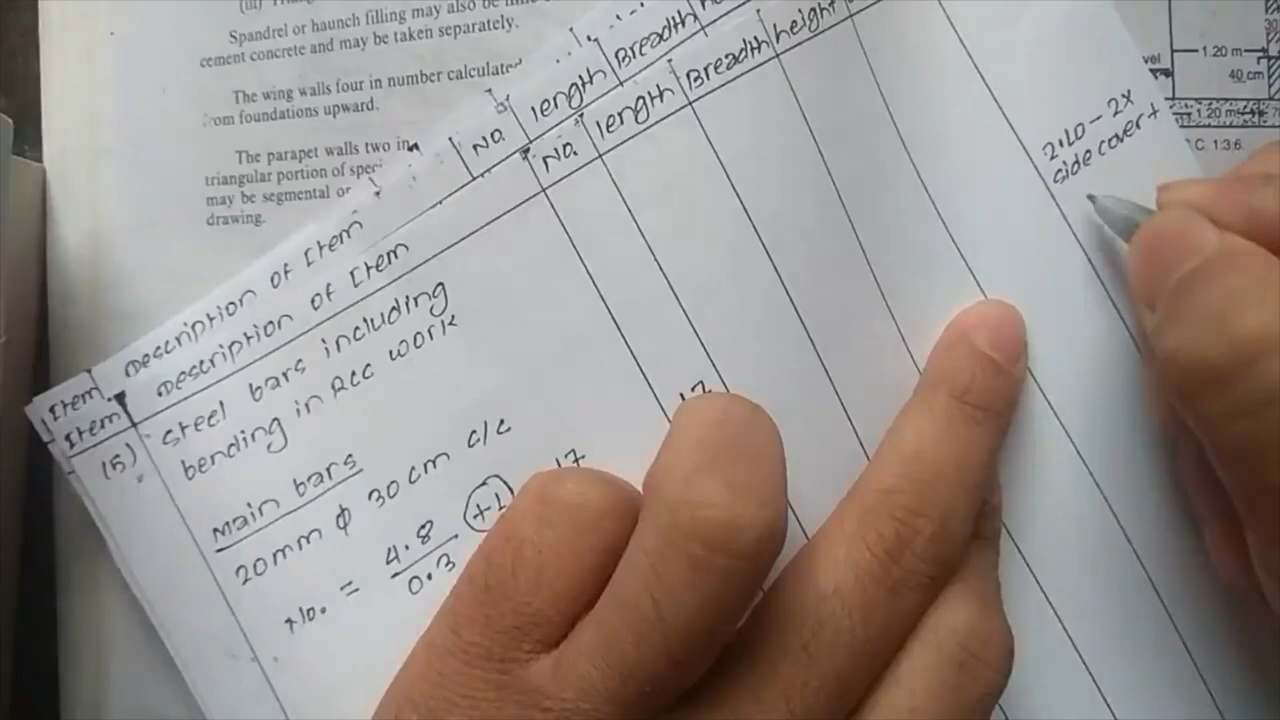 Spandrel or haunch filling may also be
cement concrete and may be taken separately.
The wing walls four in number calculated
from foundations upward.
The parapet walls two in
triangular portion of
may be segmental or
drawing.
Item Description of Item No. length Breadth
Item Description of Item No. length Breadth height
(5) Steel bars including
bending in RCC work
Main bars
20mm ϕ 30cm c/c
No. = 4.8 / 0.3 +1 17
17
2.10 - 2x
side cover +
vel
1.20 m
40 cm
1.20 m
C. 1:3:6.